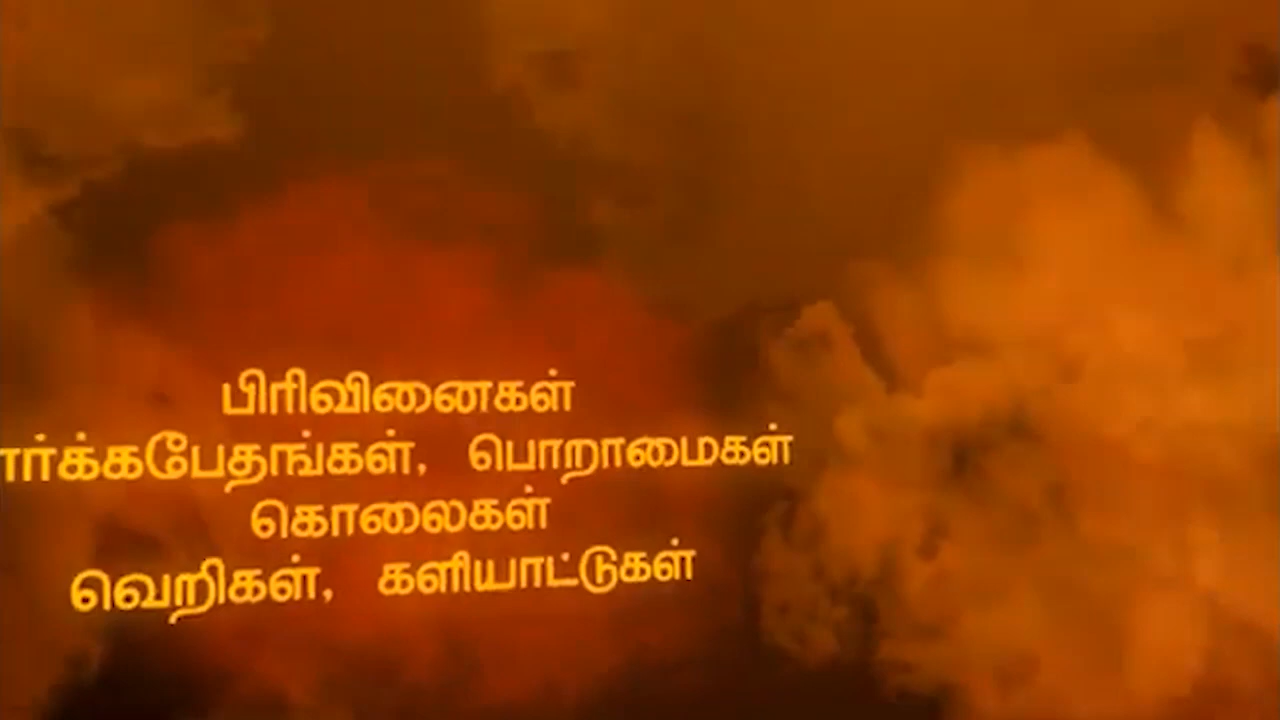 பிரிவினைகள்
ார்க்கபேதங்கள், பொறாமைகள்
கொலைகள்
வெறிகள், களியாட்டுகள்